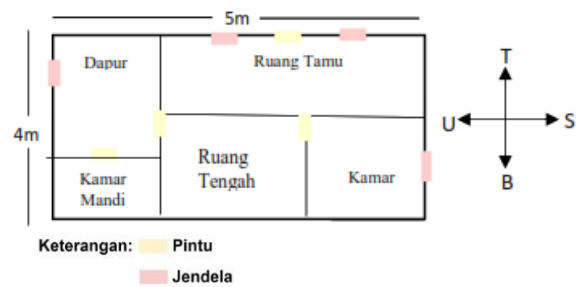 5m
Dapur
Ruang Tamu
T
4m
U
S
Ruang
Tengah
Kamar
Kamar
Mandi
B
Keterangan: Pintu
Jendela